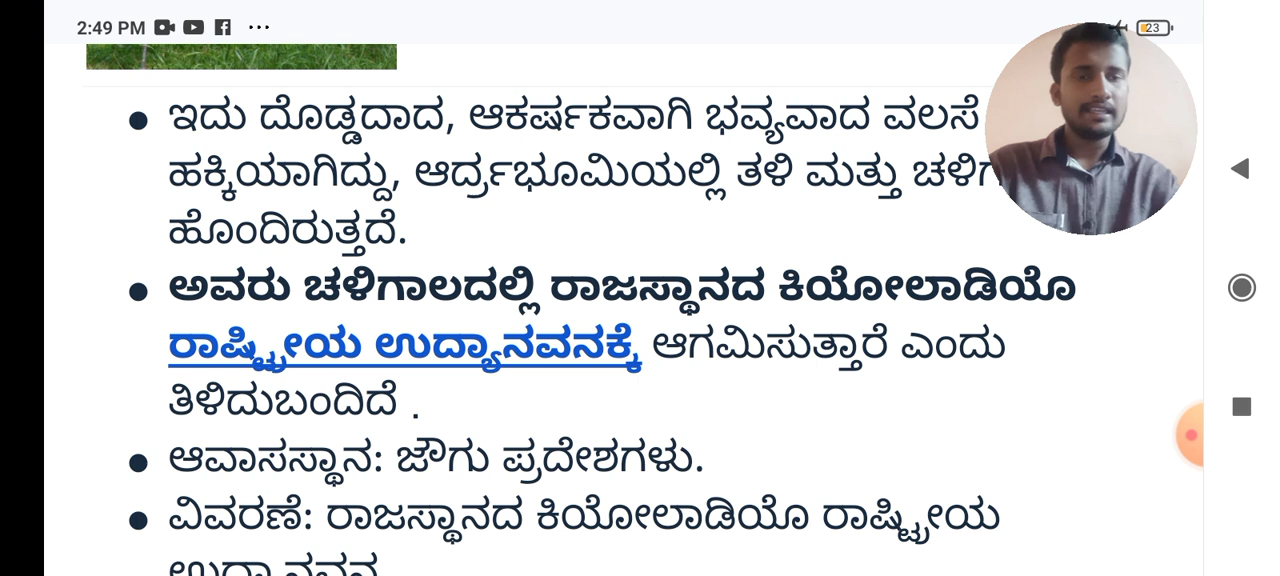 2:49 PM
23
ಇದು ದೊಡ್ಡದಾದ, ಆಕರ್ಷಕವಾಗಿ ಭವ್ಯವಾದ ವಲಸೆ
ಹಕ್ಕಿಯಾಗಿದ್ದು, ಆರ್ದ್ರಭೂಮಿಯಲ್ಲಿ ತಳಿ ಮತ್ತು
ಹೊಂದಿರುತ್ತದೆ.
ಅವರು ಚಳಿಗಾಲದಲ್ಲಿ ರಾಜಸ್ಥಾನದ ಕಿಯೋಲಾಡಿಯೊ
ರಾಷ್ಟ್ರೀಯ ಉದ್ಯಾನವನಕ್ಕೆ ಆಗಮಿಸುತ್ತಾರೆ ಎಂದು
ತಿಳಿದುಬಂದಿದೆ .
ಆವಾಸಸ್ಥಾನ: ಜೌಗು ಪ್ರದೇಶಗಳು.
ವಿವರಣೆ: ರಾಜಸ್ಥಾನದ ಕಿಯೋಲಾಡಿಯೊ ರಾಷ್ಟ್ರೀಯ